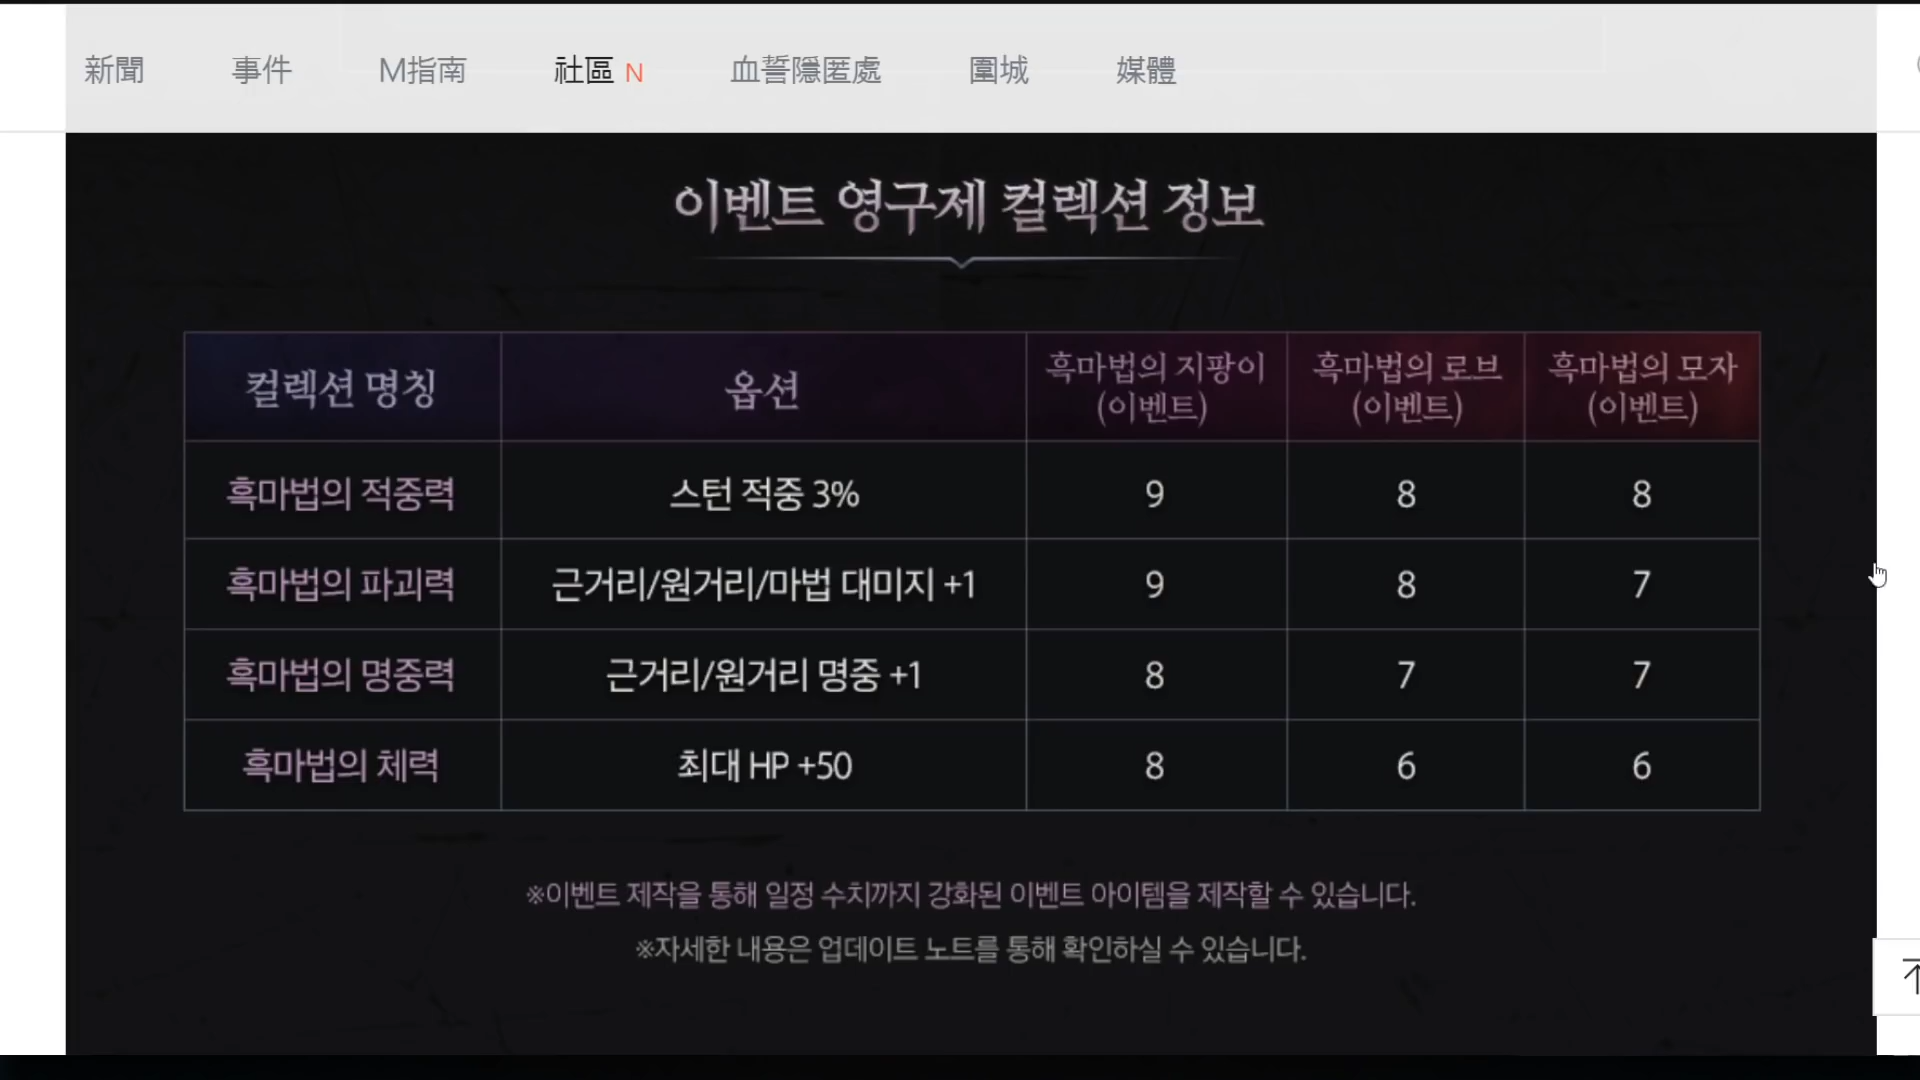 新聞 事件 M指南 社區 N 血誓隱匿處 圍城 媒體
이벤트 영구제 컬렉션 정보
컬렉션 명칭 옵션 흑마법의 지팡이 (이벤트) 흑마법의 로브 (이벤트) 흑마법의 모자 (이벤트)
흑마법의 적중력 스턴 적중 3% 9 8 8
흑마법의 파괴력 근거리/원거리/마법 대미지 +1 9 8 7
흑마법의 명중력 근거리/원거리 명중 +1 8 7 7
흑마법의 체력 최대 HP +50 8 6 6
※이벤트 제작을 통해 일정 수치까지 강화된 이벤트 아이템을 제작할 수 있습니다.
※자세한 내용은 업데이트 노트를 통해 확인하실 수 있습니다.